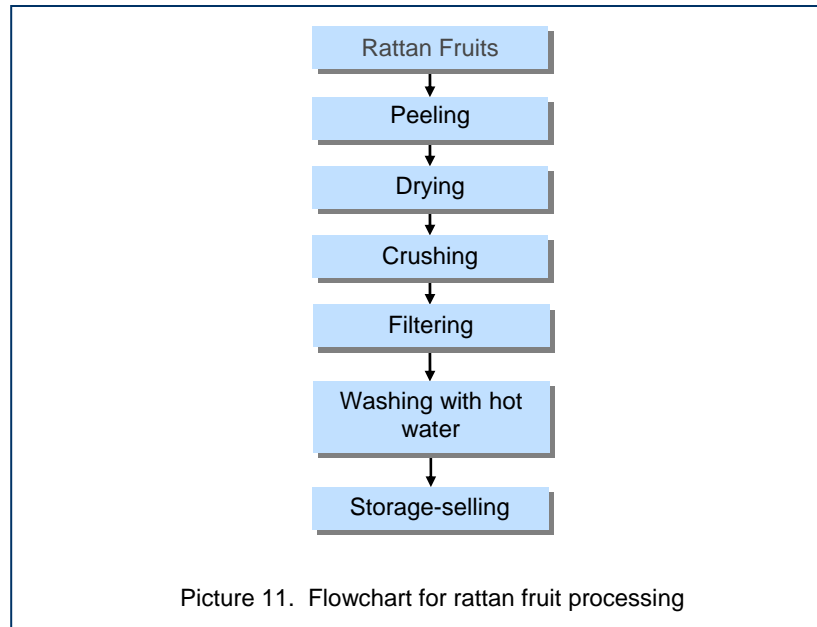 Rattan Fruits
Peeling
Drying
Crushing
Filtering
Washing with hot
water
Storage-selling
Picture 11. Flowchart for rattan fruit processing